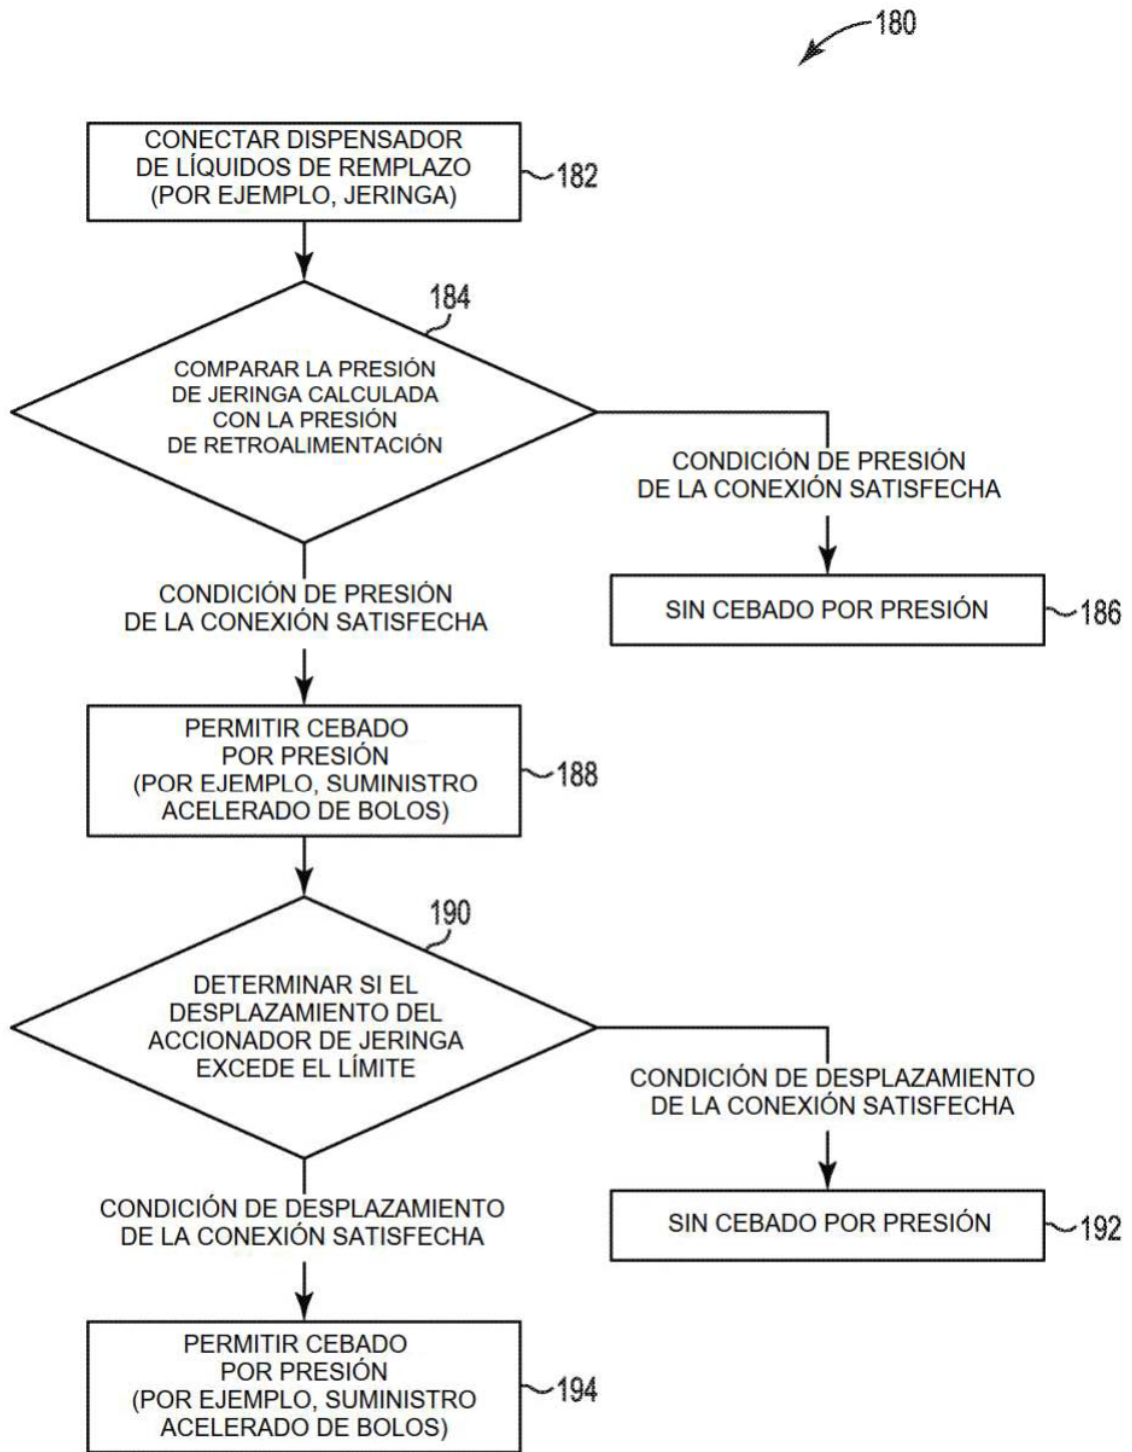 180
CONECTAR DISPENSADOR
DE LÍQUIDOS DE REMPLAZO
(POR EJEMPLO, JERINGA)
182
184
COMPARAR LA PRESIÓN
DE JERINGA CALCULADA
CON LA PRESIÓN
DE RETROALIMENTACIÓN
CONDICIÓN DE PRESIÓN
DE LA CONEXIÓN SATISFECHA
SIN CEBADO POR PRESIÓN
186
CONDICIÓN DE PRESIÓN
DE LA CONEXIÓN SATISFECHA
PERMITIR CEBADO
POR PRESIÓN
(POR EJEMPLO, SUMINISTRO
ACELERADO DE BOLOS)
188
190
DETERMINAR SI EL
DESPLAZAMIENTO DEL
ACCIONADOR DE JERINGA
EXCEDE EL LÍMITE
CONDICIÓN DE DESPLAZAMIENTO
DE LA CONEXIÓN SATISFECHA
SIN CEBADO POR PRESIÓN
192
CONDICIÓN DE DESPLAZAMIENTO
DE LA CONEXIÓN SATISFECHA
PERMITIR CEBADO
POR PRESIÓN
(POR EJEMPLO, SUMINISTRO
ACELERADO DE BOLOS)
194